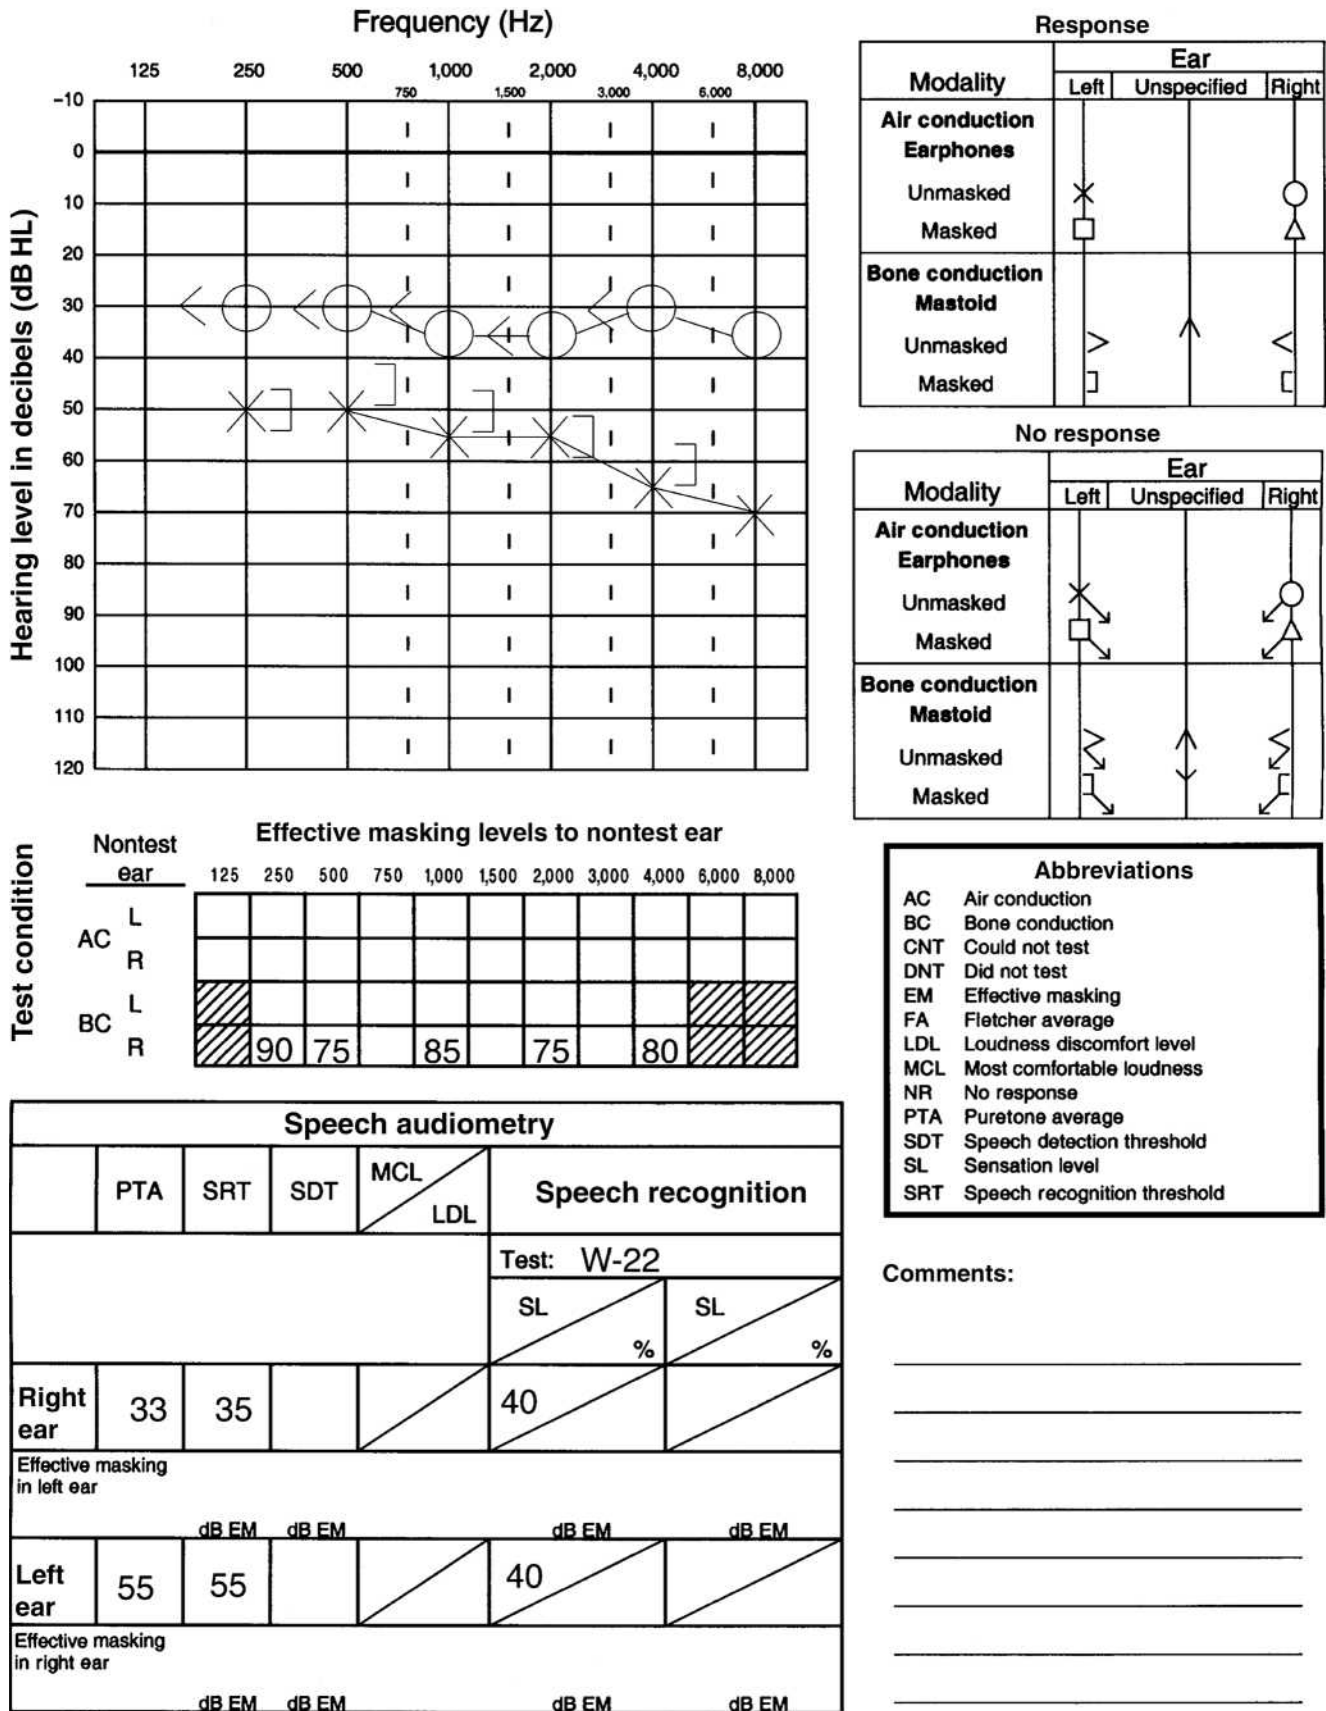 Frequency (Hz)
125 250 500 1,000 2,000 4,000 8,000
750 1,500 3,000 6,000
Hearing level in decibels (dB HL)
-10
0
10
20
30
40
50
60
70
80
90
100
110
120
Response
Modality
Ear
Left Unspecified Right
Air conduction
Earphones
Unmasked
Masked
Bone conduction
Mastoid
Unmasked
Masked
No response
Modality
Ear
Left Unspecified Right
Air conduction
Earphones
Unmasked
Masked
Bone conduction
Mastoid
Unmasked
Masked
Test condition
Nontest
ear
Effective masking levels to nontest ear
125 250 500 750 1,000 1,500 2,000 3,000 4,000 6,000 8,000
AC
L
R
BC
L
R 90 75 85 75 80
Abbreviations
AC Air conduction
BC Bone conduction
CNT Could not test
DNT Did not test
EM Effective masking
FA Fletcher average
LDL Loudness discomfort level
MCL Most comfortable loudness
NR No response
PTA Puretone average
SDT Speech detection threshold
SL Sensation level
SRT Speech recognition threshold
Speech audiometry
PTA SRT SDT MCL LDL Speech recognition
Test: W-22
SL % SL %
Right
ear
33 35 40
Effective masking
in left ear
dB EM dB EM dB EM dB EM
Left
ear
55 55 40
Effective masking
in right ear
dB EM dB EM dB EM dB EM
Comments: